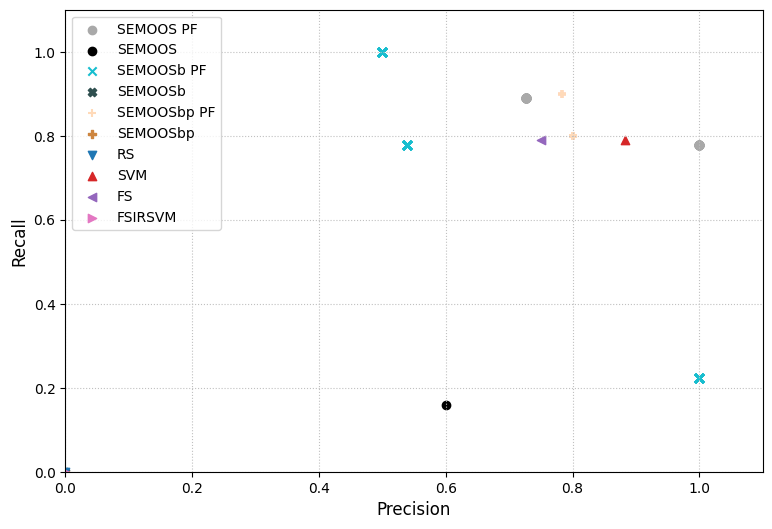 SEMOOS PF
SEMOOS
SEMOOSb PF
SEMOOSb
SEMOOSbp PF
SEMOOSbp
RS
SVM
FS
FSIRSVM
1.0
0.8
0.6
0.4
0.2
0.0
Recall
0.0 0.2 0.4 0.6 0.8 1.0
Precision